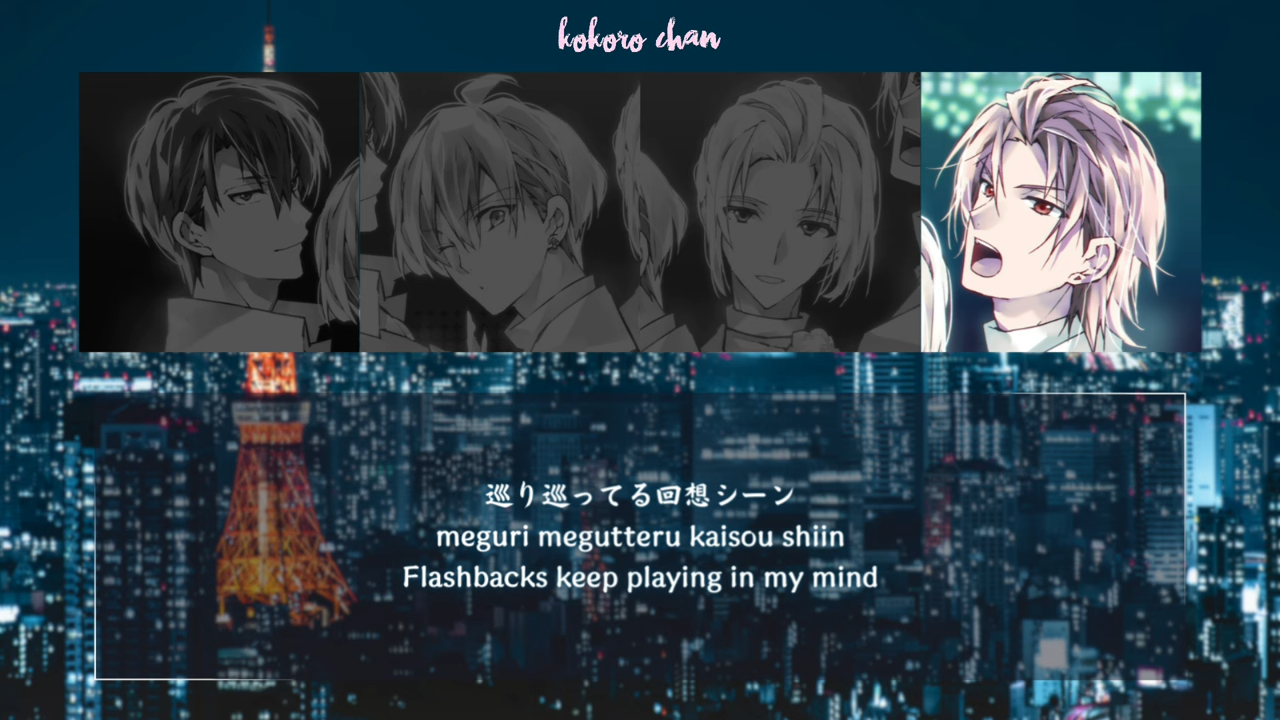 kokoro chan
巡り巡ってる回想シーン
meguri megutteru kaisou shiin
Flashbacks keep playing in my mind